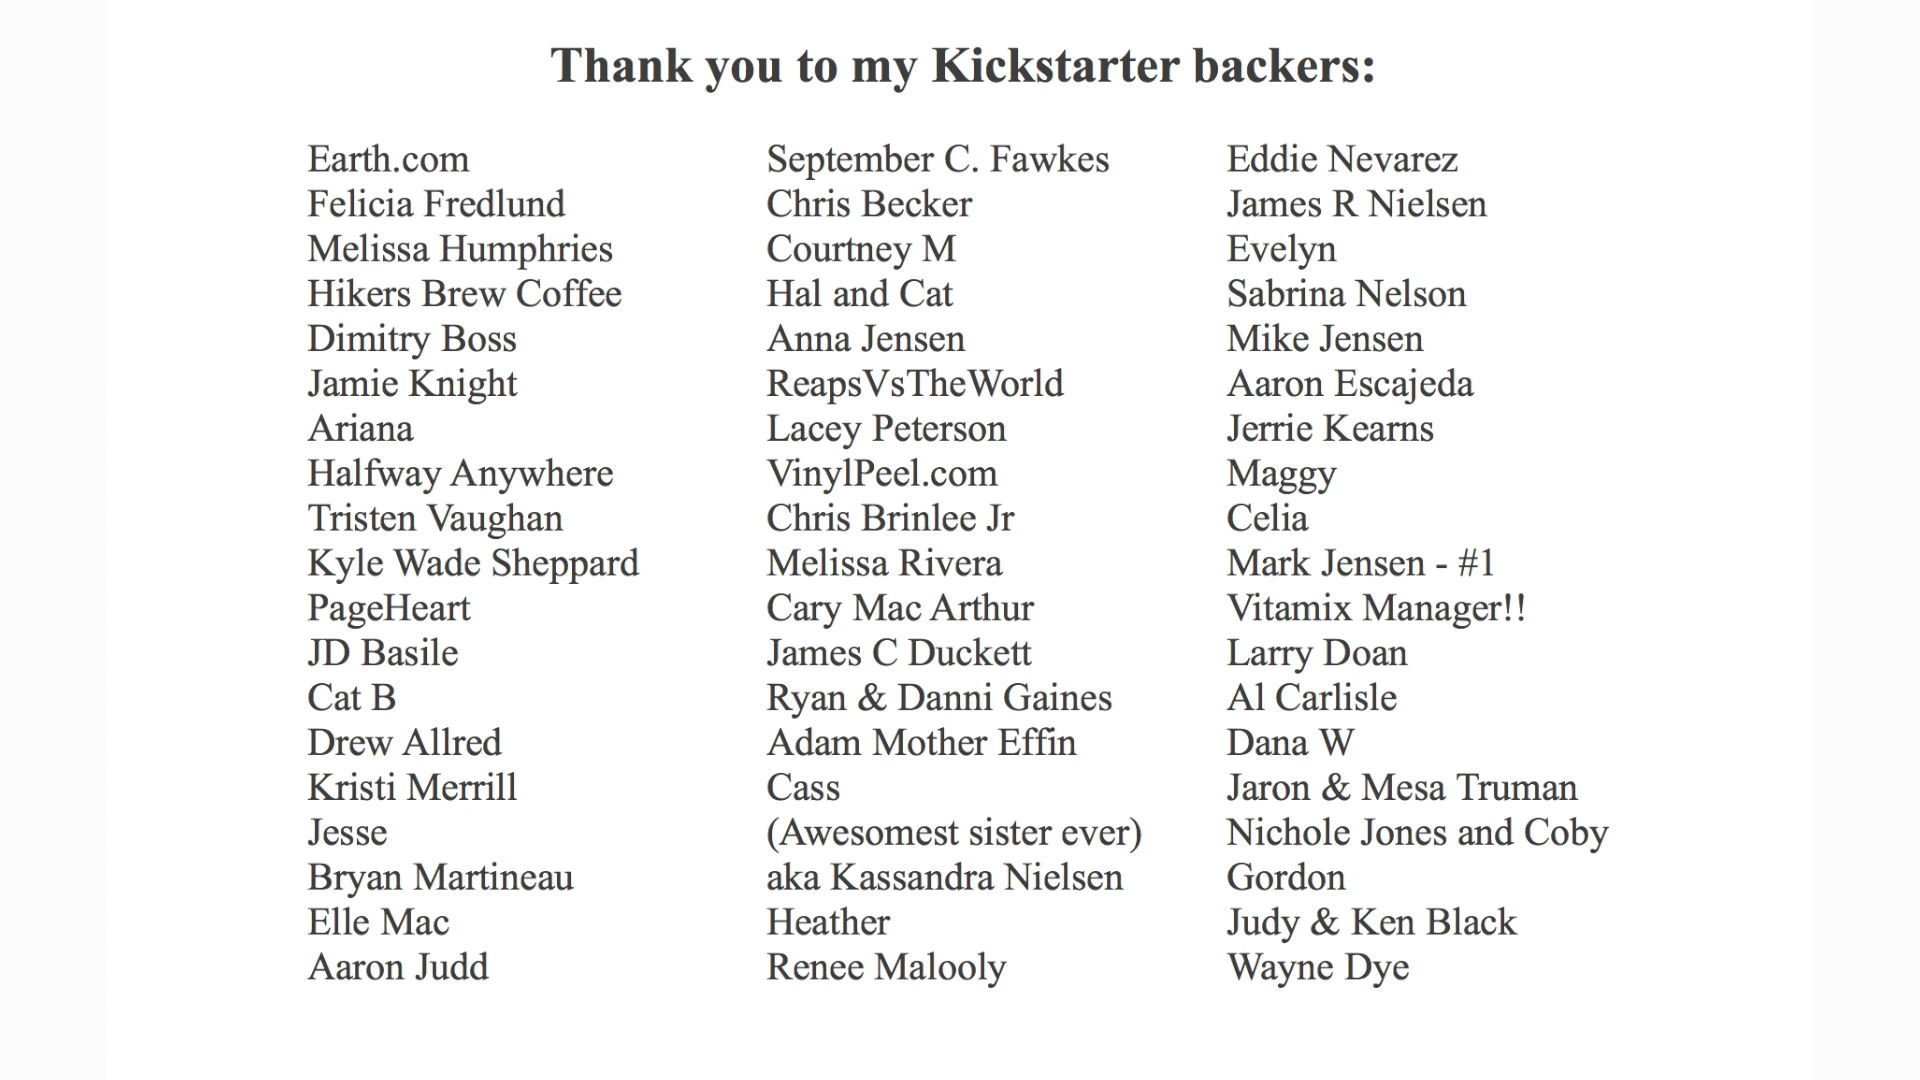 Thank you to my Kickstarter backers:
Earth.com
Felicia Fredlund
Melissa Humphries
Hikers Brew Coffee
Dimitry Boss
Jamie Knight
Ariana
Halfway Anywhere
Tristen Vaughan
Kyle Wade Sheppard
PageHeart
JD Basile
Cat B
Drew Allred
Kristi Merrill
Jesse
Bryan Martineau
Elle Mac
Aaron Judd
September C. Fawkes
Chris Becker
Courtney M
Hal and Cat
Anna Jensen
ReapsVsTheWorld
Lacey Peterson
VinylPeel.com
Chris Brinlee Jr
Melissa Rivera
Cary Mac Arthur
James C Duckett
Ryan & Danni Gaines
Adam Mother Effin
Cass
(Awesomest sister ever)
aka Kassandra Nielsen
Heather
Renee Malooly
Eddie Nevarez
James R Nielsen
Evelyn
Sabrina Nelson
Mike Jensen
Aaron Escajeda
Jerrie Kearns
Maggy
Celia
Mark Jensen - #1
Vitamix Manager!!
Larry Doan
Al Carlisle
Dana W
Jaron & Mesa Truman
Nichole Jones and Coby
Gordon
Judy & Ken Black
Wayne Dye